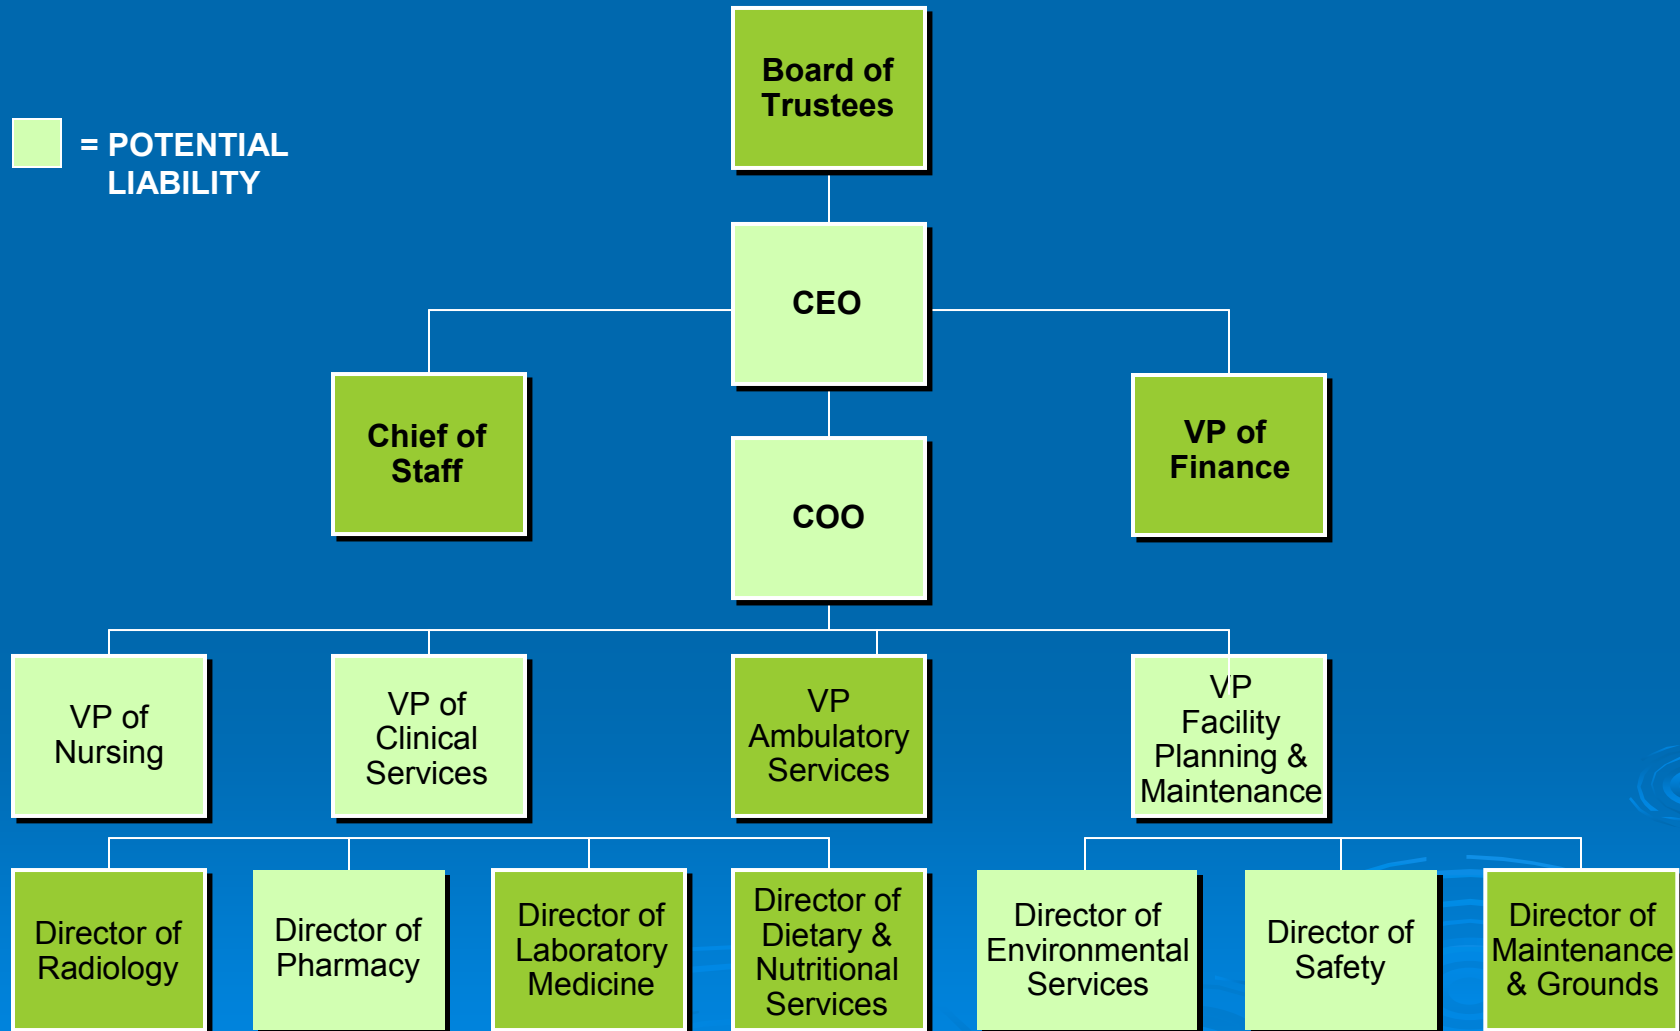 Board of
Trustees
= POTENTIAL
LIABILITY
CEO
Chief of
Staff
VP of
Finance
COO
VP of
Nursing
VP of
Clinical
Services
VP
Ambulatory
Services
VP
Facility
Planning &
Maintenance
Director of
Radiology
Director of
Pharmacy
Director of
Laboratory
Medicine
Director of
Dietary &
Nutritional
Services
Director of
Environmental
Services
Director of
Safety
Director of
Maintenance
& Grounds